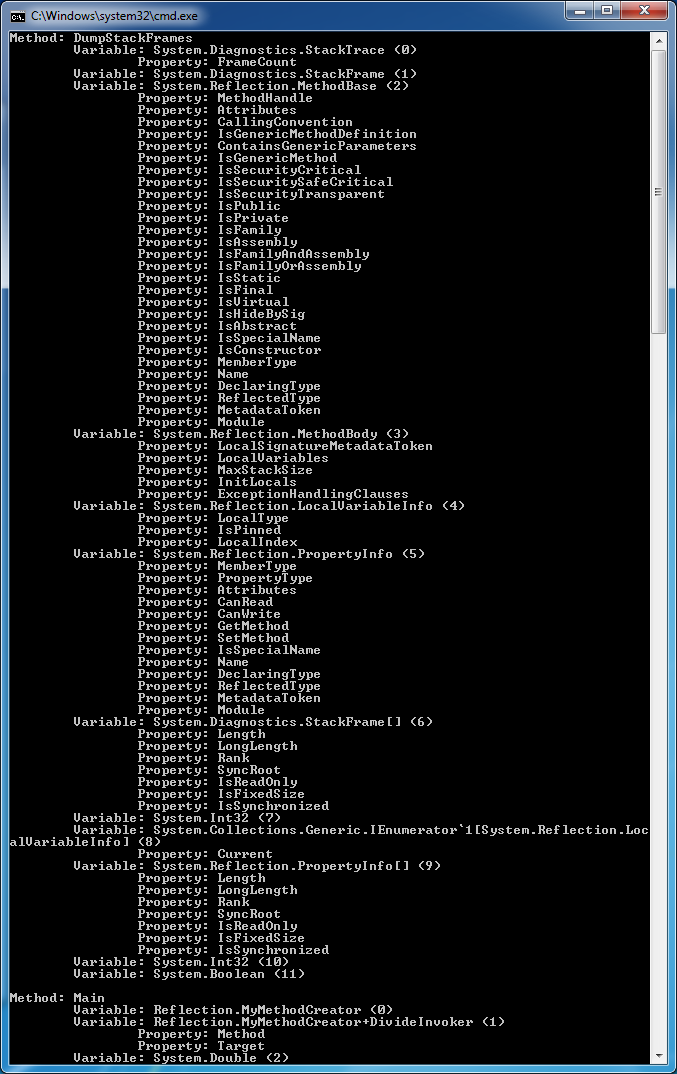 C:\Windows\system32\cmd.exe
Method: DumpStackFrames
Variable: System.Diagnostics.StackTrace (0)
Property: FrameCount
Variable: System.Diagnostics.StackFrame (1)
Variable: System.Reflection.MethodBase (2)
Property: MethodHandle
Property: Attributes
Property: CallingConvention
Property: IsGenericMethodDefinition
Property: ContainsGenericParameters
Property: IsGenericMethod
Property: IsSecurityCritical
Property: IsSecuritySafeCritical
Property: IsSecurityTransparent
Property: IsPublic
Property: IsPrivate
Property: IsFamily
Property: IsAssembly
Property: IsFamilyAndAssembly
Property: IsFamilyOrAssembly
Property: IsStatic
Property: IsFinal
Property: IsVirtual
Property: IsHideBySig
Property: IsAbstract
Property: IsSpecialName
Property: IsConstructor
Property: MemberType
Property: Name
Property: DeclaringType
Property: ReflectedType
Property: MetadataToken
Property: Module
Variable: System.Reflection.MethodBody (3)
Property: LocalSignatureMetadataToken
Property: LocalVariables
Property: MaxStackSize
Property: InitLocals
Property: ExceptionHandlingClauses
Variable: System.Reflection.LocalVariableInfo (4)
Property: LocalType
Property: IsPinned
Property: LocalIndex
Variable: System.Reflection.PropertyInfo (5)
Property: MemberType
Property: PropertyType
Property: Attributes
Property: CanRead
Property: CanWrite
Property: GetMethod
Property: SetMethod
Property: IsSpecialName
Property: Name
Property: DeclaringType
Property: ReflectedType
Property: MetadataToken
Property: Module
Variable: System.Diagnostics.StackFrame[] (6)
Property: Length
Property: LongLength
Property: Rank
Property: SyncRoot
Property: IsReadOnly
Property: IsFixedSize
Property: IsSynchronized
Variable: System.Int32 (7)
Variable: System.Collections.Generic.IEnumerator`1[System.Reflection.Loc
alVariableInfo] (8)
Property: Current
Variable: System.Reflection.PropertyInfo[] (9)
Property: Length
Property: LongLength
Property: Rank
Property: SyncRoot
Property: IsReadOnly
Property: IsFixedSize
Property: IsSynchronized
Variable: System.Int32 (10)
Variable: System.Boolean (11)
Method: Main
Variable: Reflection.MyMethodCreator (0)
Variable: Reflection.MyMethodCreator+DivideInvoker (1)
Property: Method
Property: Target
Variable: System.Double (2)